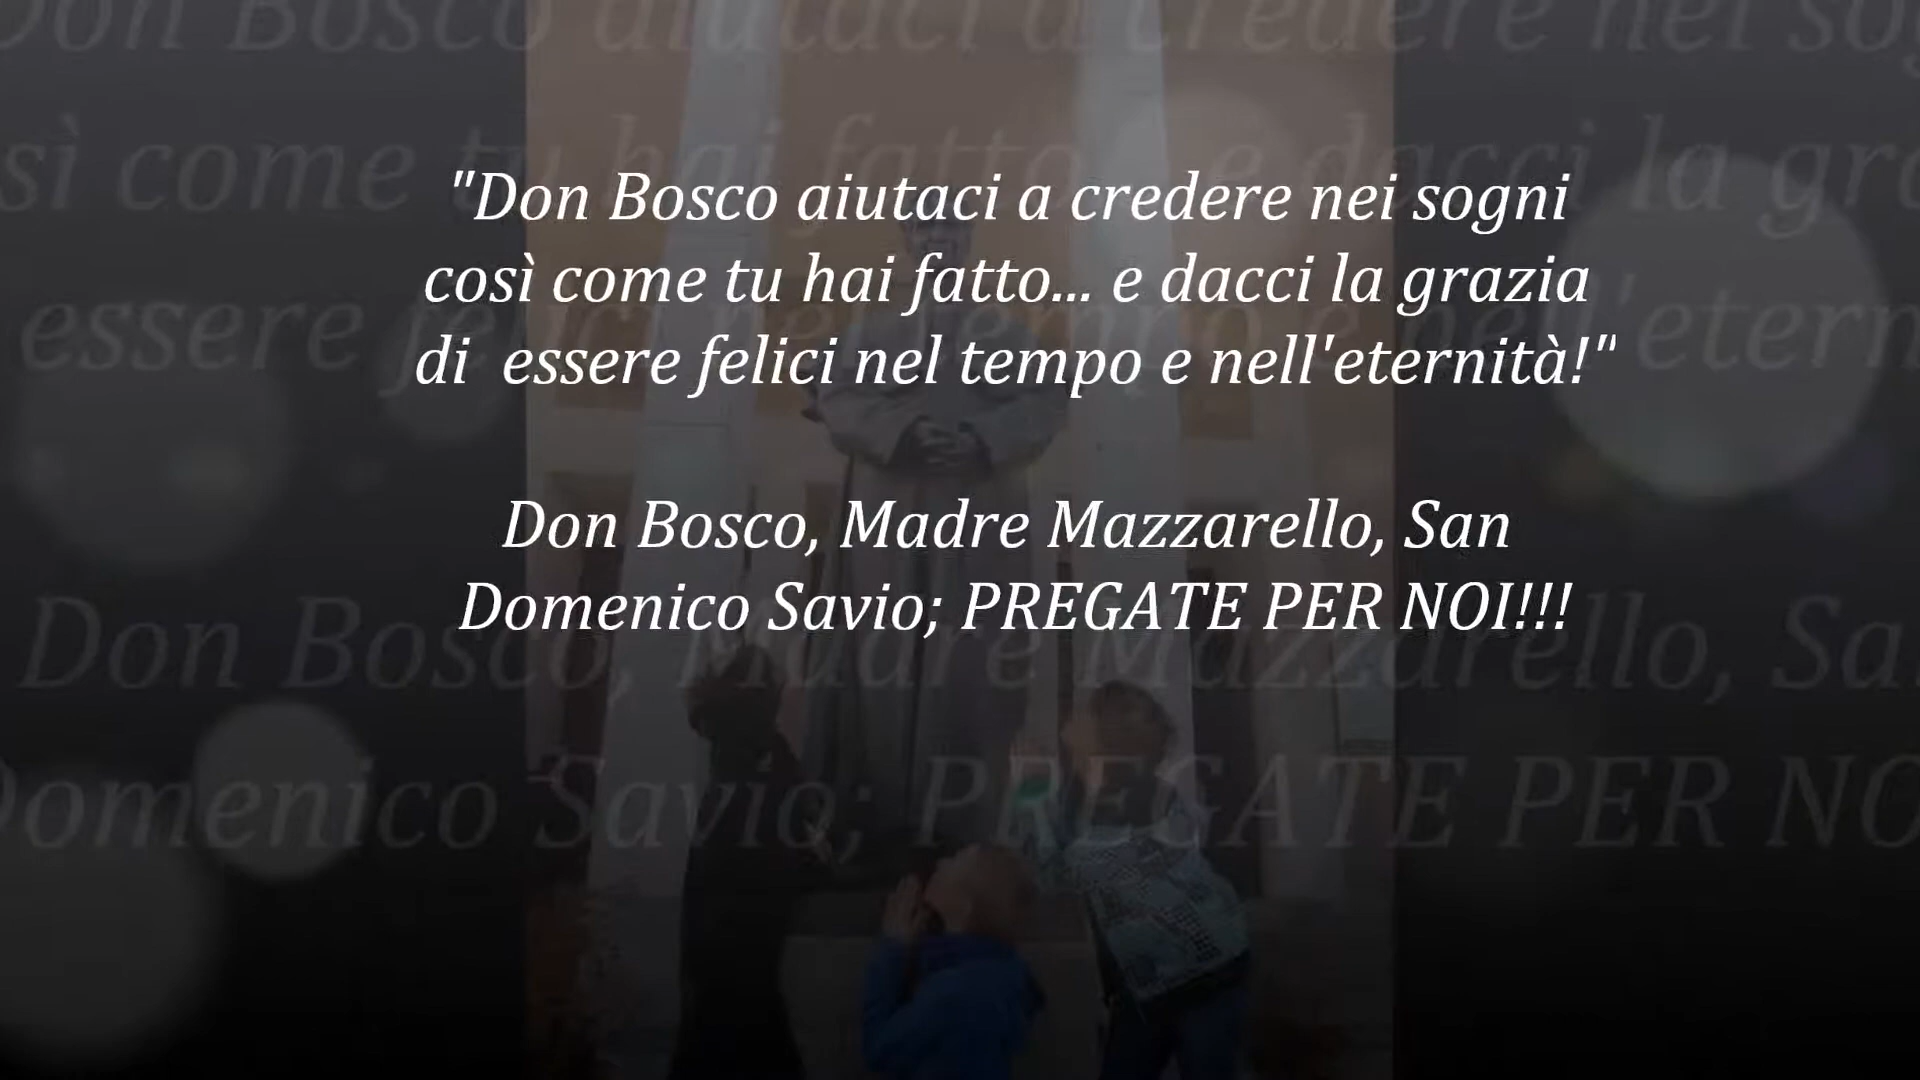 "Don Bosco aiutaci a credere nei sogni
così come tu hai fatto... e dacci la grazia
di  essere felici nel tempo e nell'eternità!"
Don Bosco, Madre Mazzarello, San
Domenico Savio; PREGATE PER NOI!!!